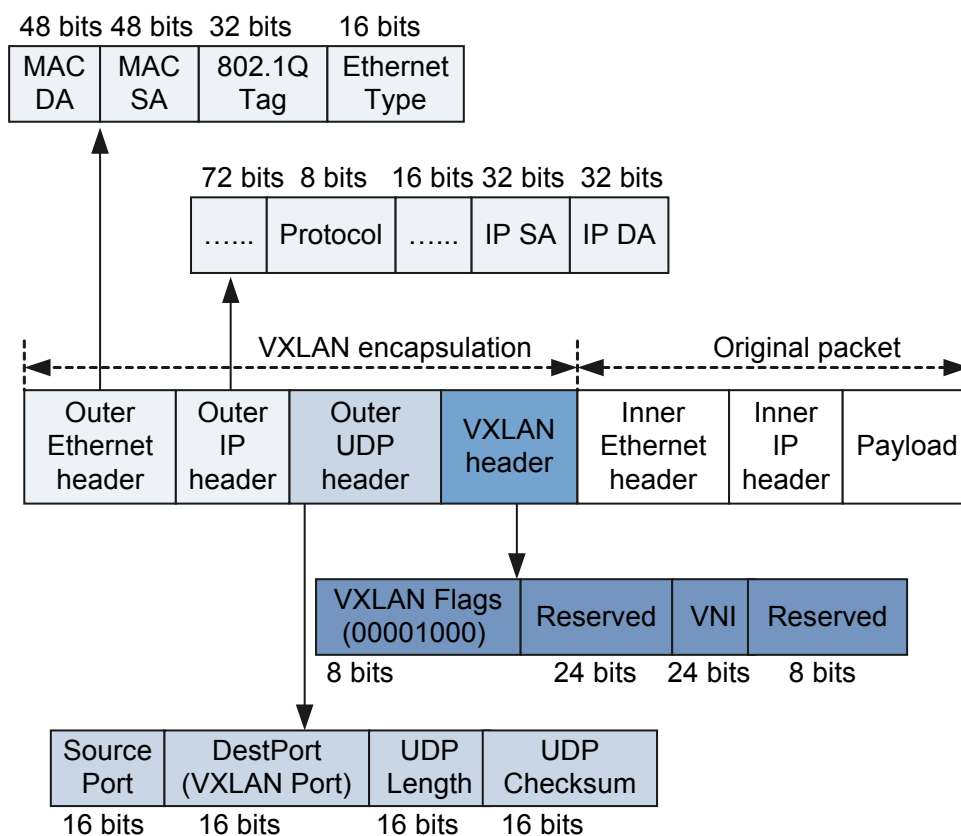 48 bits 48 bits 32 bits 16 bits
MAC DA
MAC SA
802.1Q Tag
Ethernet Type
72 bits 8 bits 16 bits 32 bits 32 bits
…... Protocol …... IP SA IP DA
VXLAN encapsulation
Original packet
Outer Ethernet header
Outer IP header
Outer UDP header
VXLAN header
Inner Ethernet header
Inner IP header
Payload
VXLAN Flags (00001000)
Reserved
VNI
Reserved
8 bits 24 bits 24 bits 8 bits
Source Port
DestPort (VXLAN Port)
UDP Length
UDP Checksum
16 bits 16 bits 16 bits 16 bits